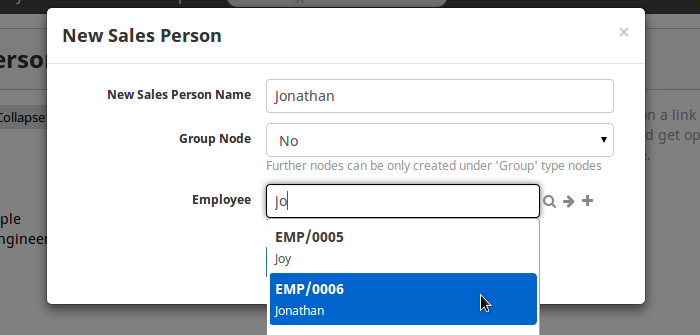 New Sales Person
×
New Sales Person Name
Jonathan
Group Node
No
Further nodes can be only created under 'Group' type nodes
Employee
jo
EMP/0005
Joy
EMP/0006
Jonathan
Collapse
on a link
d get op
ple
ngineer